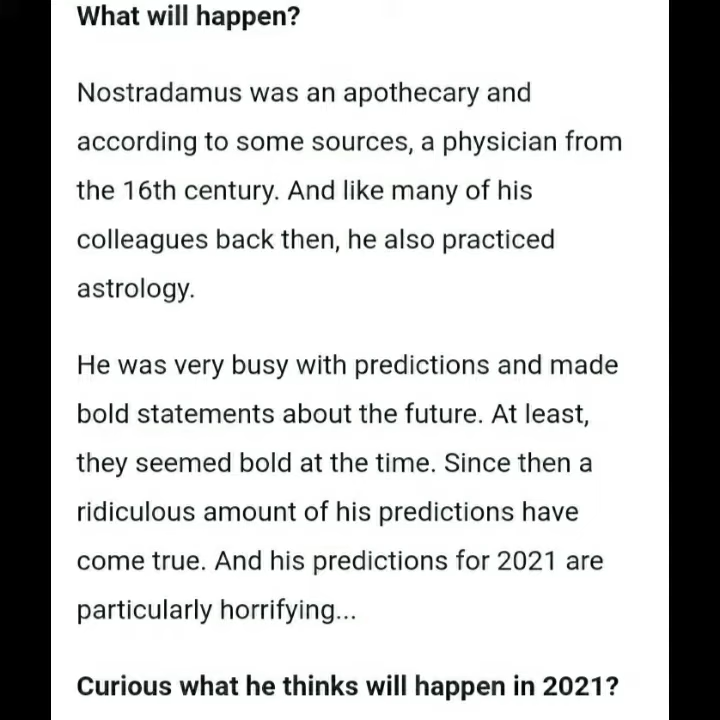 What will happen?
Nostradamus was an apothecary and
according to some sources, a physician from
the 16th century. And like many of his
colleagues back then, he also practiced
astrology.
He was very busy with predictions and made
bold statements about the future. At least,
they seemed bold at the time. Since then a
ridiculous amount of his predictions have
come true. And his predictions for 2021 are
particularly horrifying...
Curious what he thinks will happen in 2021?